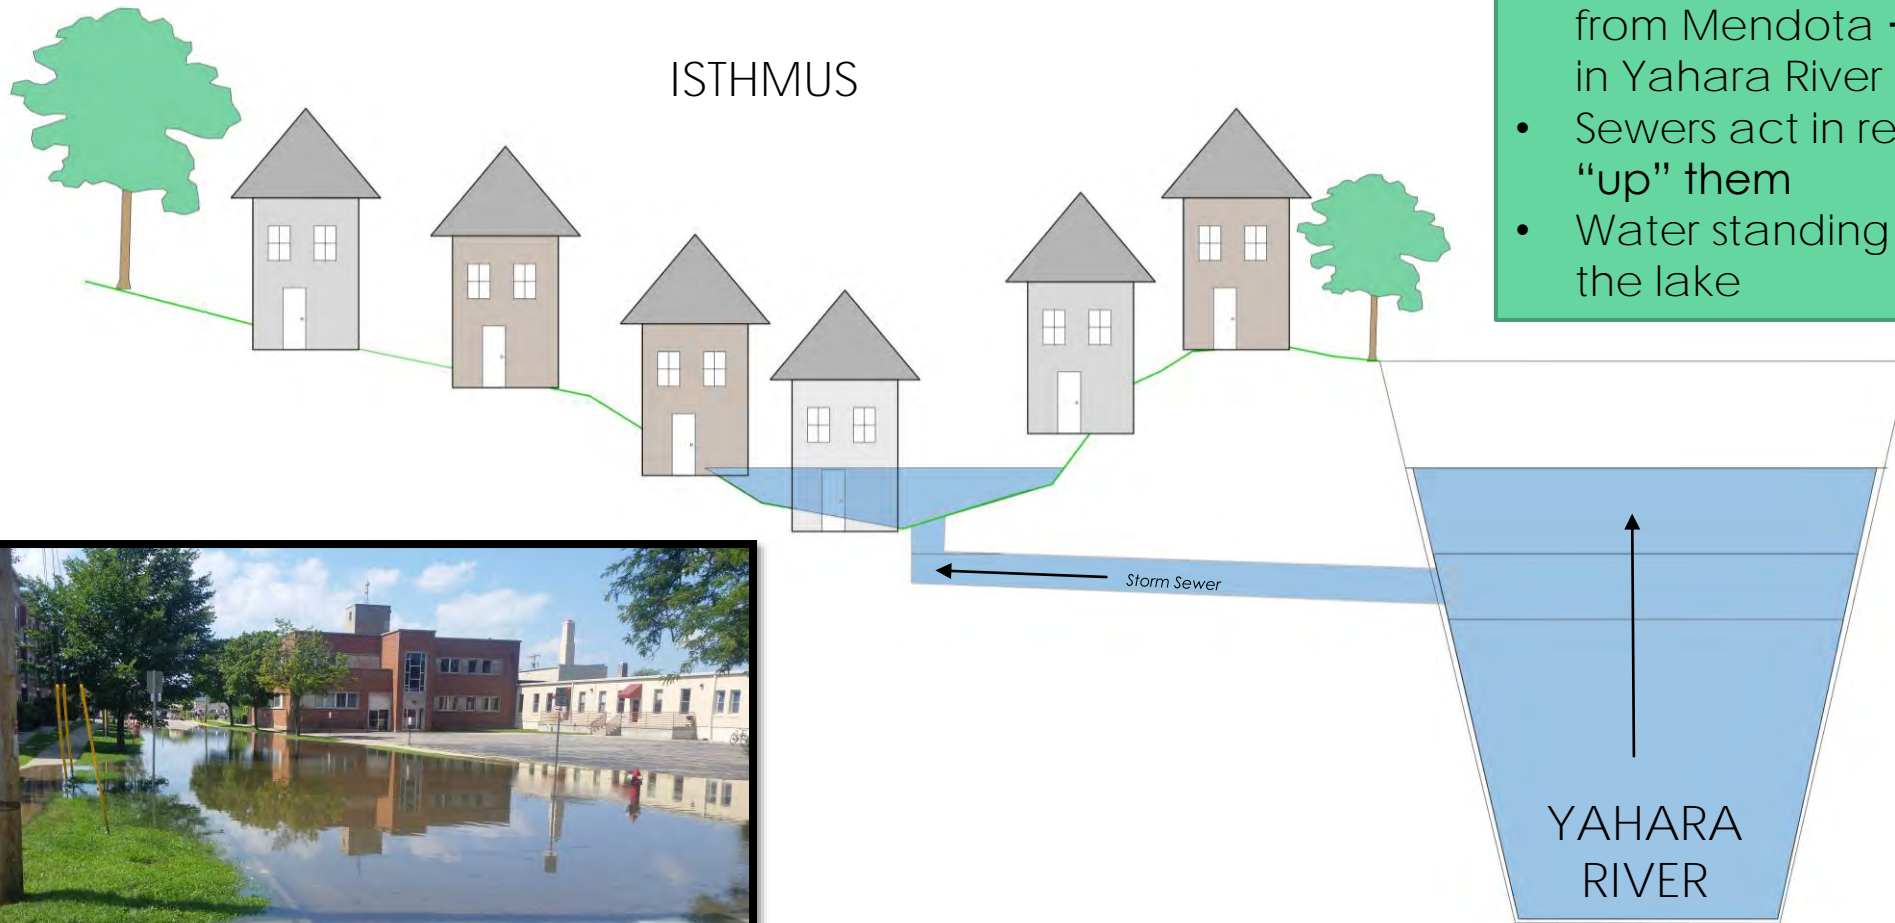 ISTHMUS
from Mendota
in Yahara River
• Sewers act in
“up” them
• Water standing
the lake
Storm Sewer
YAHARA
RIVER